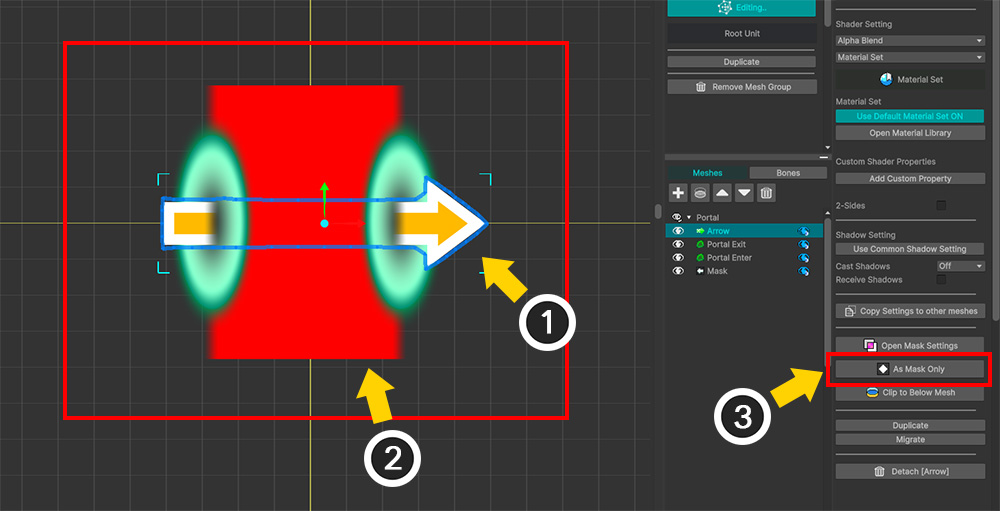 Editing..
Root Unit
Duplicate
Remove Mesh Group
Meshes
Bones
Portal
Arrow
Portal Exit
Portal Enter
Mask
Shader Setting
Alpha Blend
Material Set
Material Set
Material Set
Use Default Material Set ON
Open Material Library
Custom Shader Properties
Add Custom Property
2-Sides
Shadow Setting
Use Common Shadow Setting
Cast Shadows Off
Receive Shadows
Copy Settings to other meshes
Open Mask Settings
As Mask Only
Clip to Below Mesh
Duplicate
Migrate
Detach [Arrow]
1
2
3